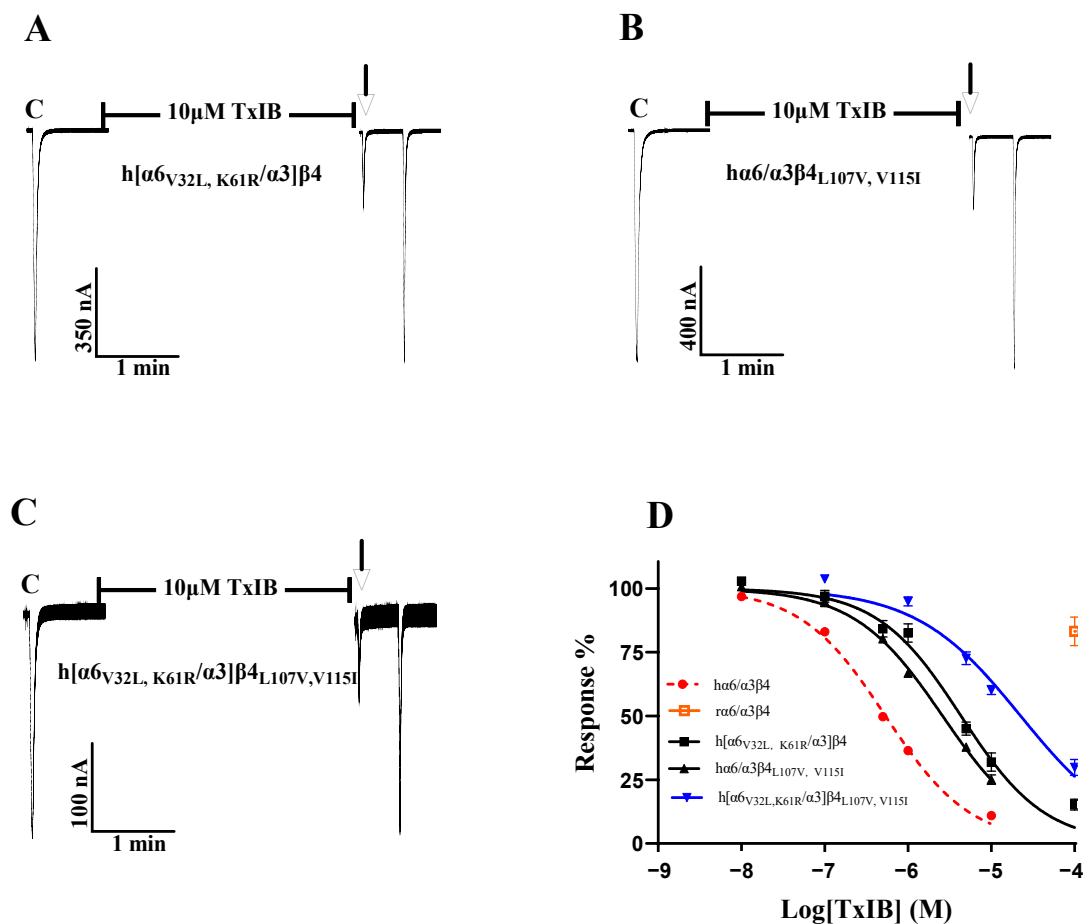 A
C
10μM TxIB
h[α6V32L, K61R/α3]β4
350 nA
1 min
B
C
10μM TxIB
hα6/α3β4L107V, V115I
400 nA
1 min
C
C
10μM TxIB
h[α6V32L, K61R/α3]β4L107V,V115I
100 nA
1 min
D
Response %
100
75
50
25
0
hα6/α3β4
rα6/α3β4
h[α6V32L, K61R/α3]β4
hα6/α3β4L107V, V115I
h[α6V32L,K61R/α3]β4L107V, V115I
−9 −8 −7 −6 −5 −4
Log[TxIB] (M)